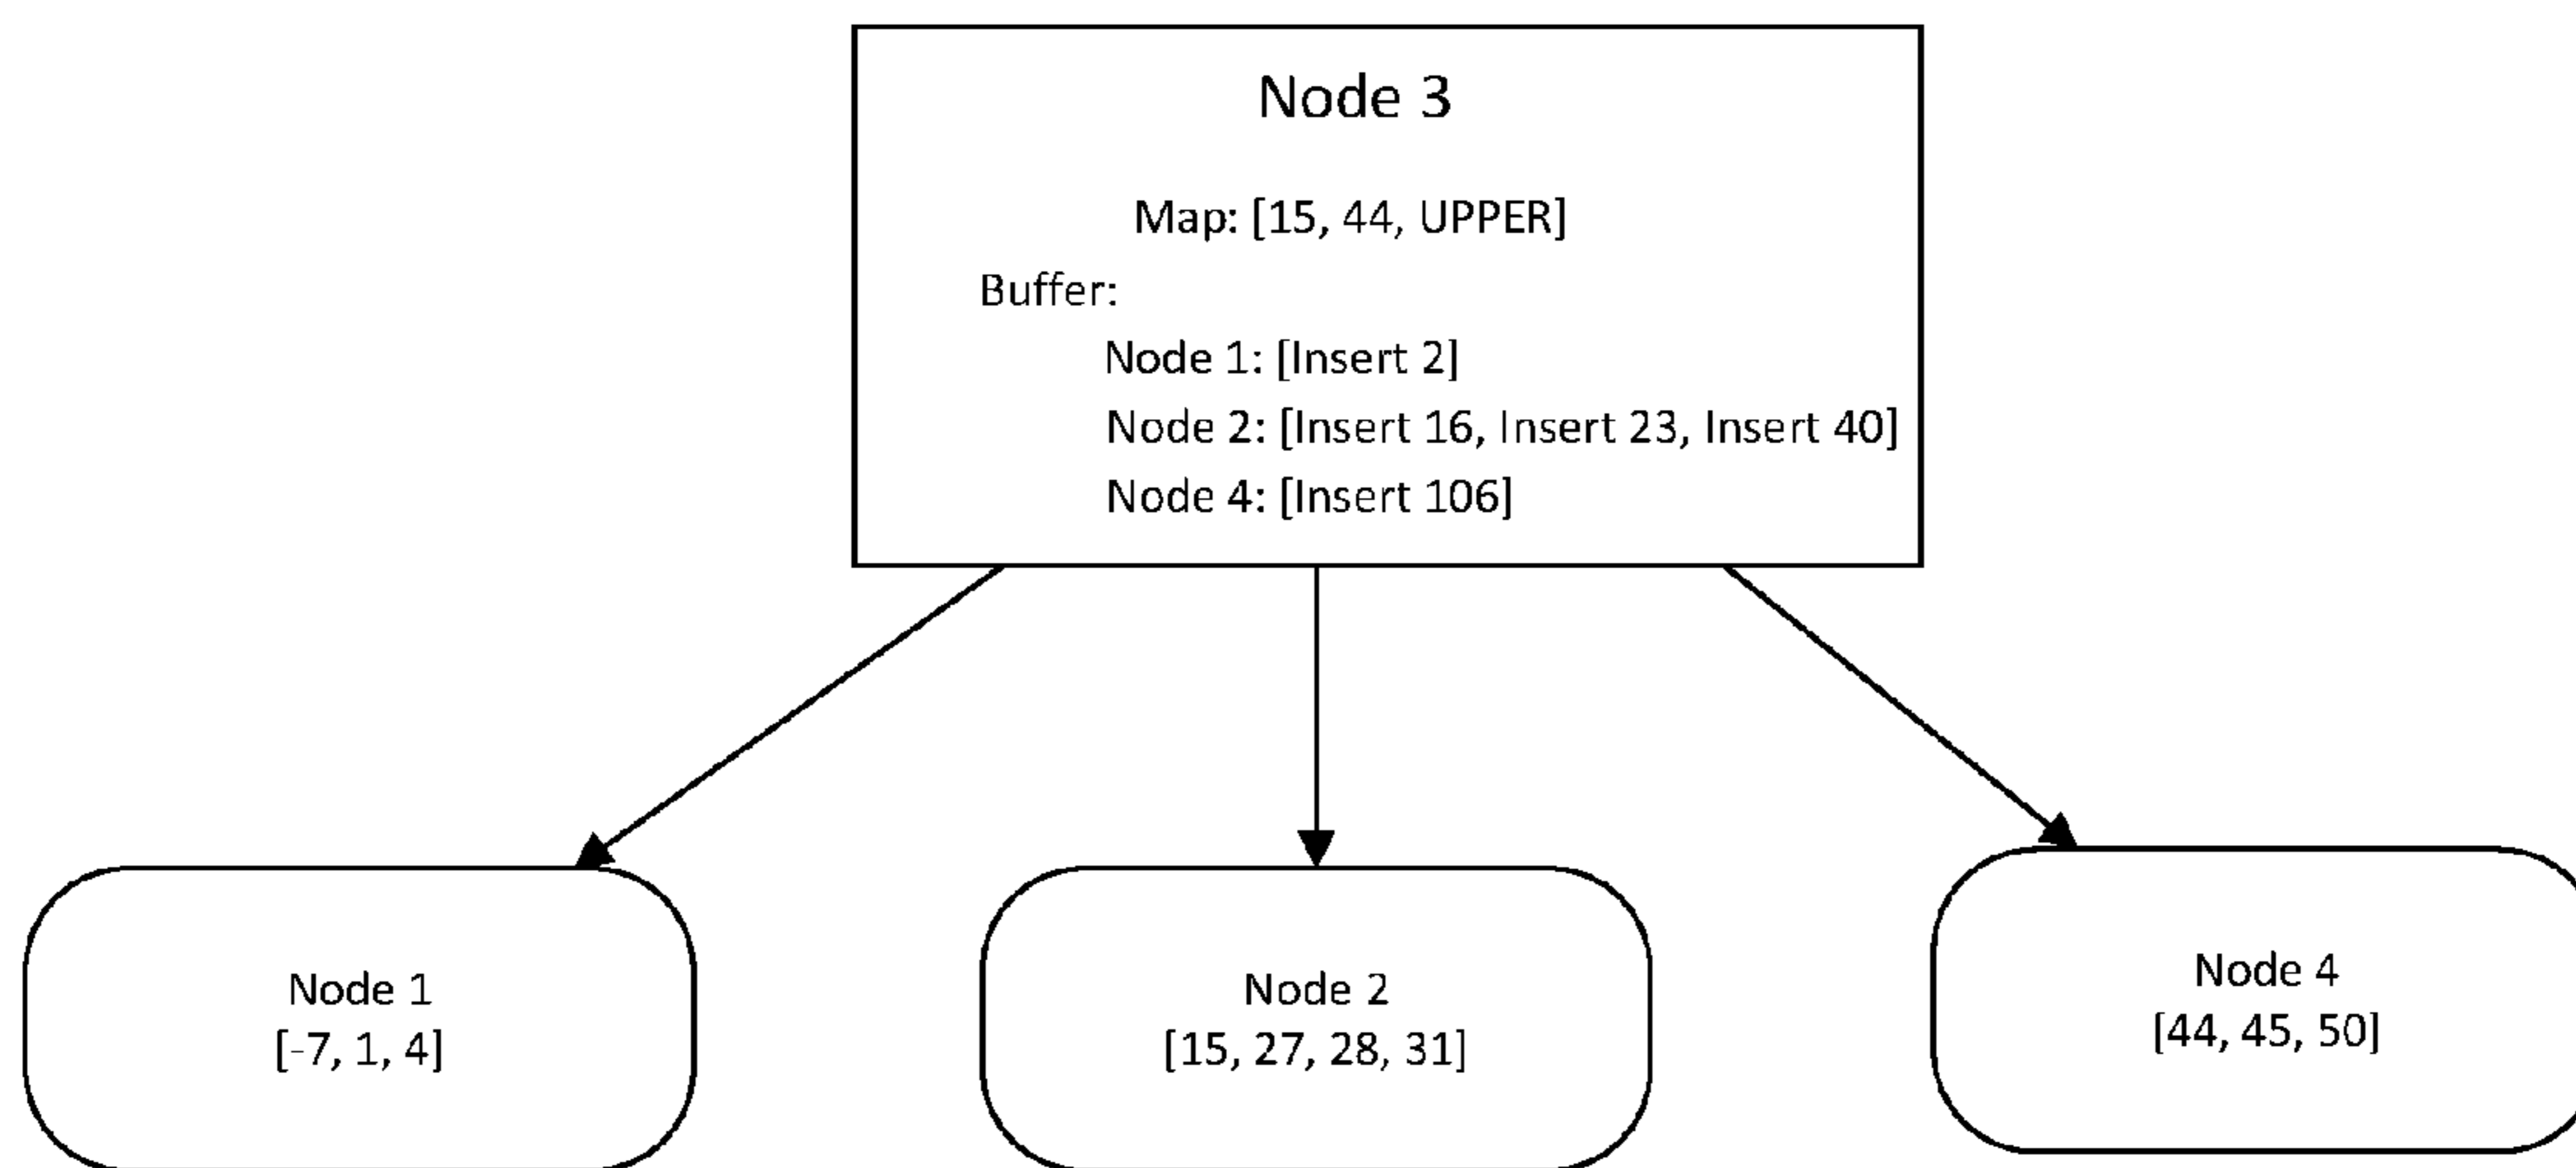 Node 3
Map: [15, 44, UPPER]
Buffer:
Node 1: [Insert 2]
Node 2: [Insert 16, Insert 23, Insert 40]
Node 4: [Insert 106]
Node 1
[-7, 1, 4]
Node 2
[15, 27, 28, 31]
Node 4
[44, 45, 50]